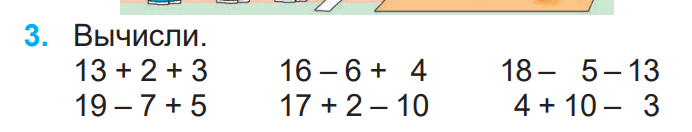 3. Вычисли.
13 + 2 + 3 16 – 6 + 4 18 – 5 – 13
19 – 7 + 5 17 + 2 – 10 4 + 10 – 3